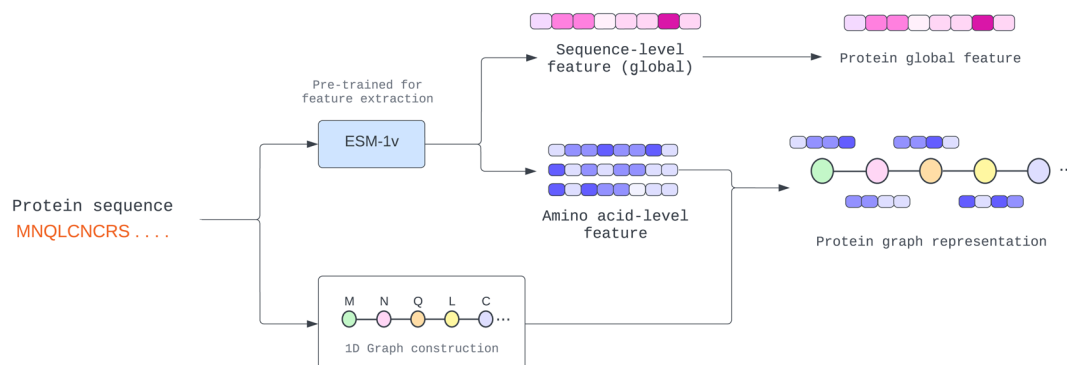 Pre-trained for
feature extraction
ESM-1v
Sequence-level
feature (global)
Protein global feature
Protein sequence
MNQLCNCRS . . . .
Amino acid-level
feature
...
Protein graph representation
M N Q L C
...
1D Graph construction